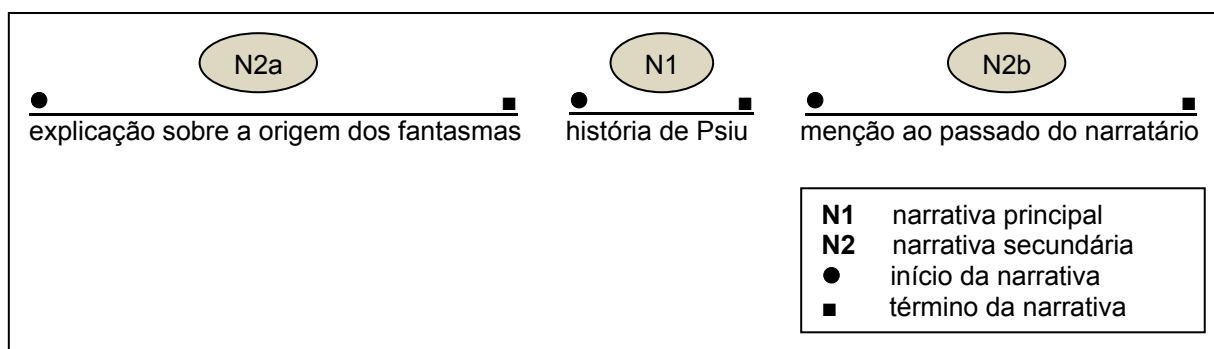 N2a N1 N2b
explicação sobre a origem dos fantasmas história de Psiu menção ao passado do narratário
N1 narrativa principal
N2 narrativa secundária
● início da narrativa
■ término da narrativa